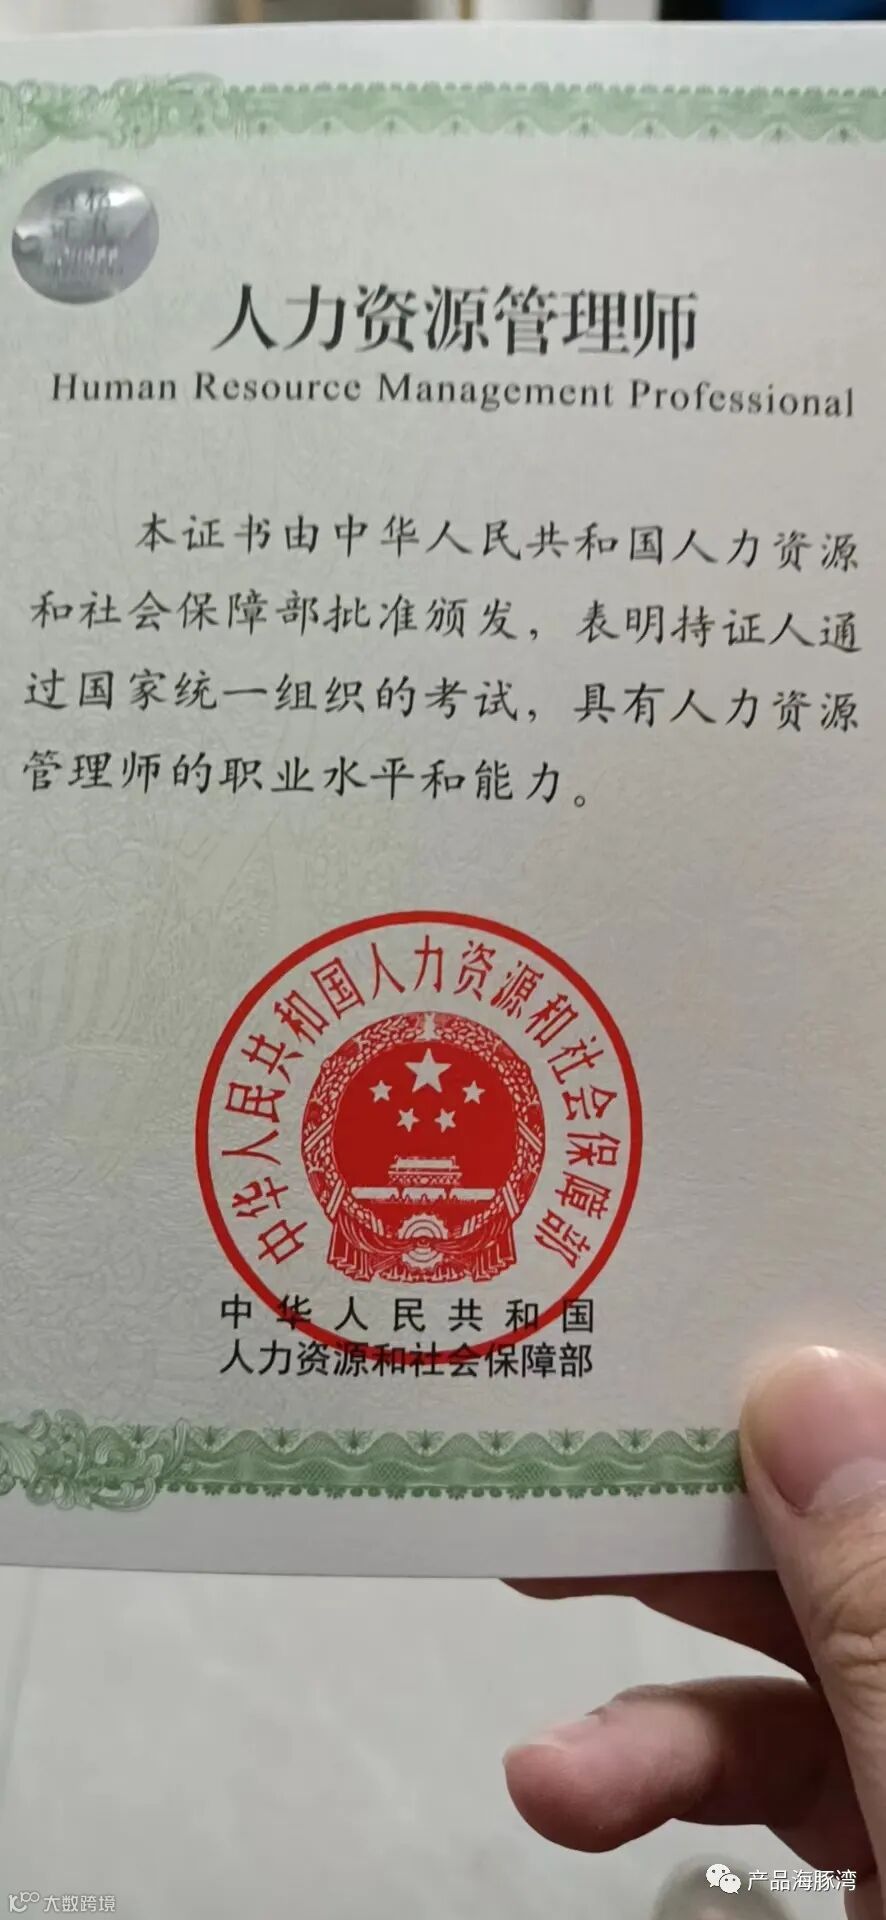 资格
证书
人力资源管理师
Human Resource Management Professional
本证书由中华人民共和国人力资源
和社会保障部批准颁发，表明持证人通
过国家统一组织的考试，具有人力资源
管理师的职业水平和能力。
中华人民共和国人力资源和社会保障部
中华人民共和国
人力资源和社会保障部
产品海豚湾
大数跨境